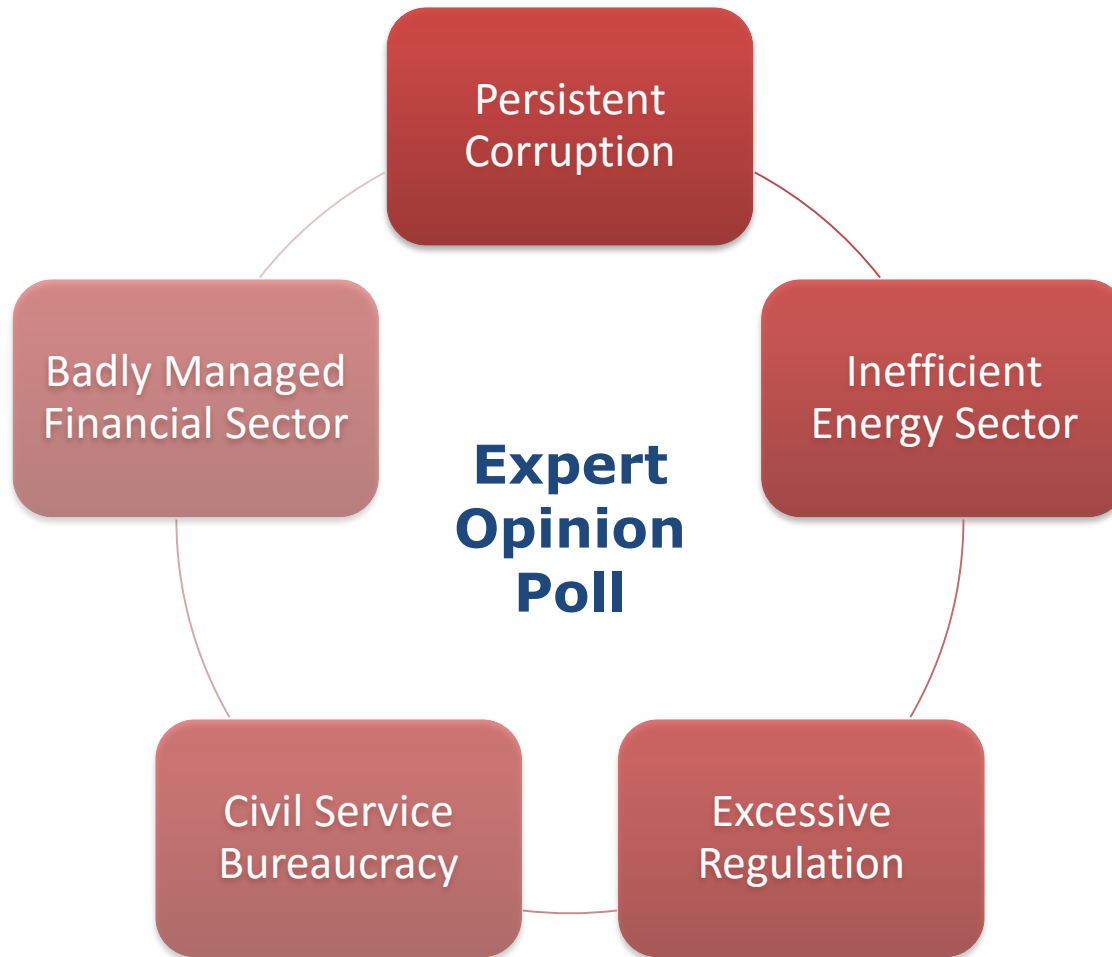 Persistent
Corruption
Inefficient
Energy Sector
Excessive
Regulation
Civil Service
Bureaucracy
Badly Managed
Financial Sector
Expert
Opinion
Poll